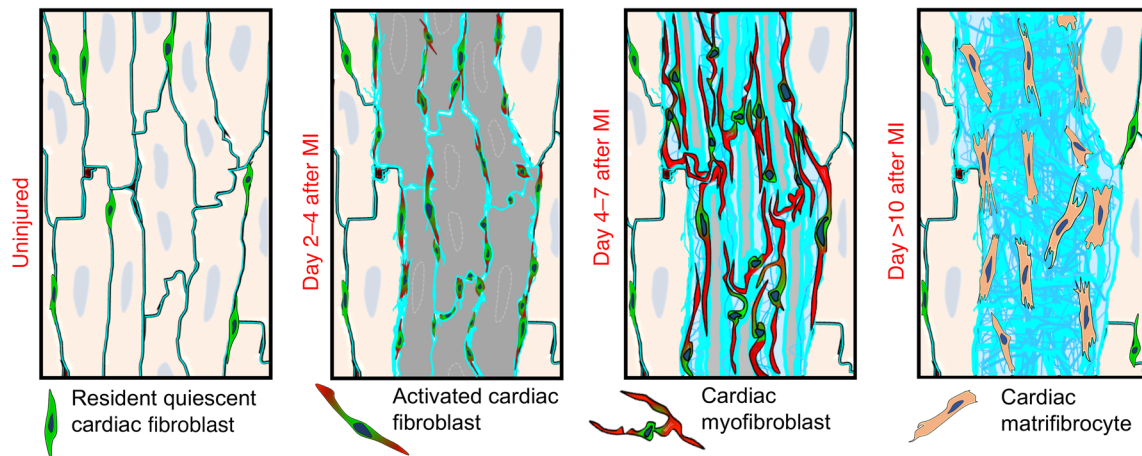 Uninjured
Day 2–4 after MI
Day 4–7 after MI
Day >10 after MI
Resident quiescent
cardiac fibroblast
Activated cardiac
fibroblast
Cardiac
myofibroblast
Cardiac
matrifibrocyte